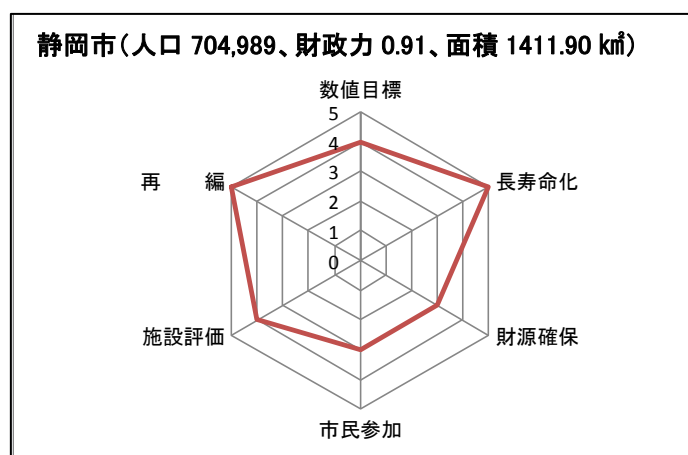 静岡市(人口 704,989、財政力 0.91、面積 1411.90 ㎢)
数値目標
5
4
3
2
1
0
長寿命化
財源確保
市民参加
施設評価
再　　編